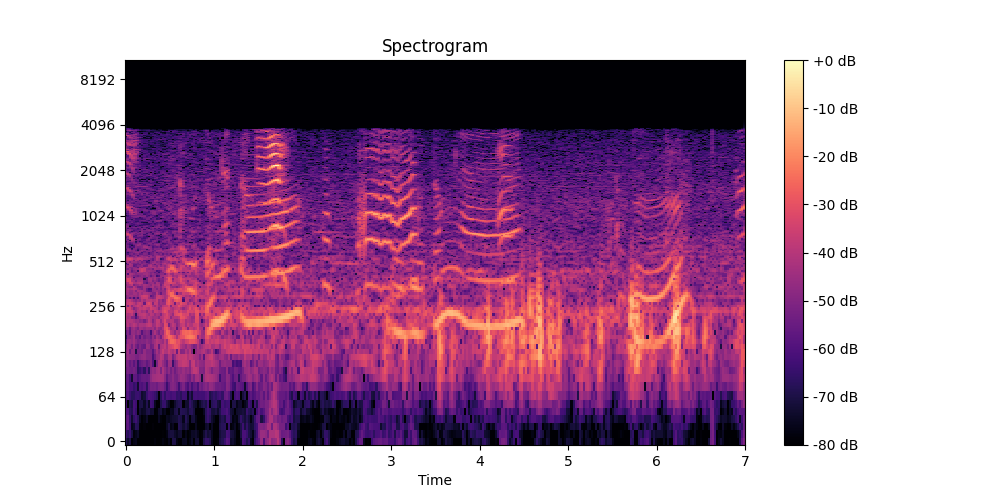 Spectrogram
8192
4096
2048
1024
512
256
128
64
0
Hz
0 1 2 3 4 5 6 7
Time
+0 dB
-10 dB
-20 dB
-30 dB
-40 dB
-50 dB
-60 dB
-70 dB
-80 dB